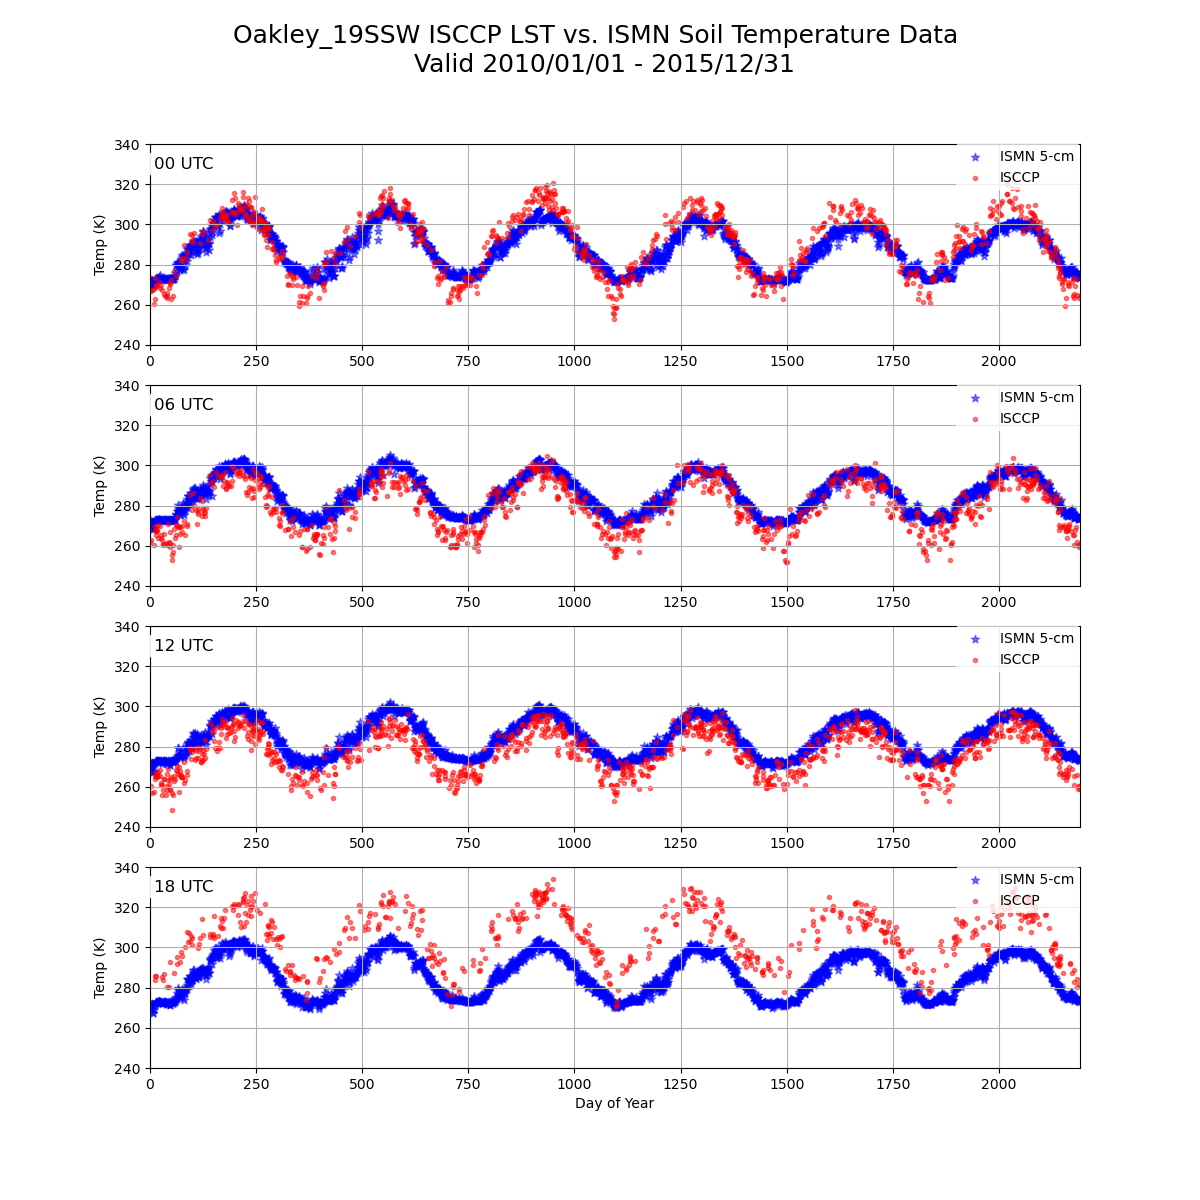 Oakley_19SSW ISCCP LST vs. ISMN Soil Temperature Data
Valid 2010/01/01 - 2015/12/31
340
320
300
280
260
240
Temp (K)
00 UTC
ISMN 5-cm
ISCCP
0 250 500 750 1000 1250 1500 1750 2000
340
320
300
280
260
240
Temp (K)
06 UTC
ISMN 5-cm
ISCCP
0 250 500 750 1000 1250 1500 1750 2000
340
320
300
280
260
240
Temp (K)
12 UTC
ISMN 5-cm
ISCCP
0 250 500 750 1000 1250 1500 1750 2000
340
320
300
280
260
240
Temp (K)
18 UTC
ISMN 5-cm
ISCCP
0 250 500 750 1000 1250 1500 1750 2000
Day of Year